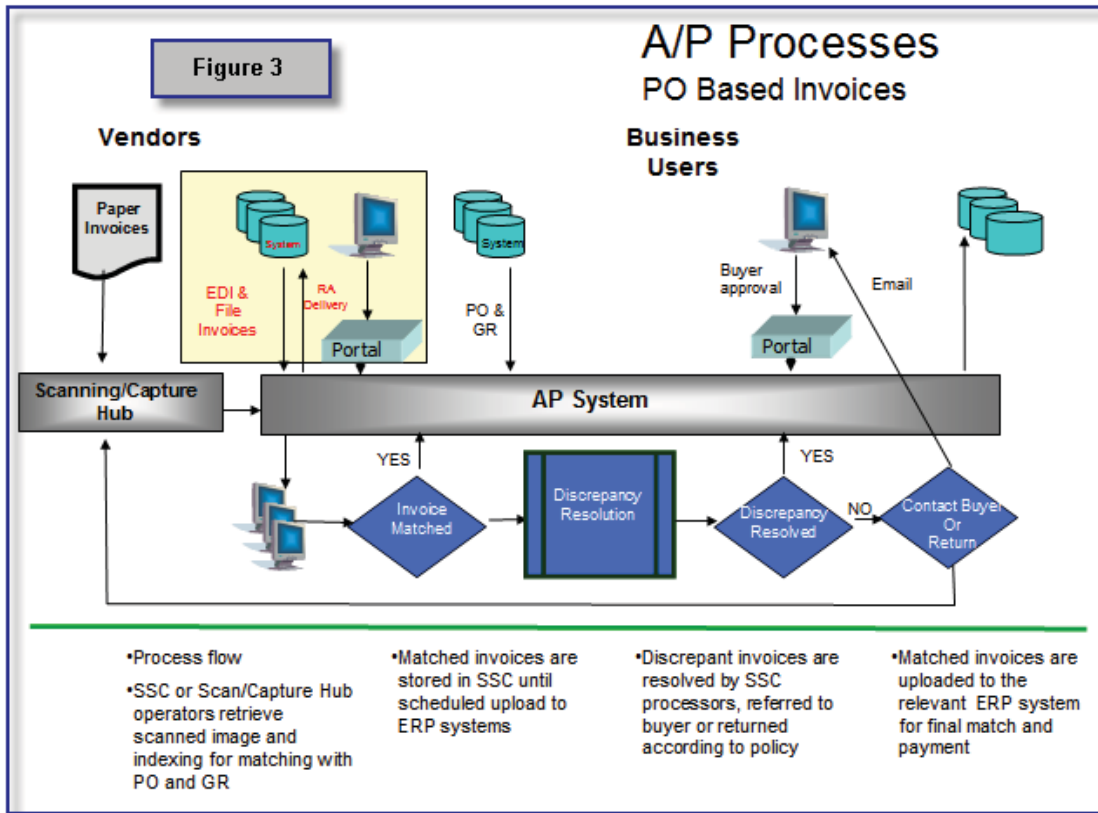 Figure 3
A/P Processes
PO Based Invoices
Vendors
Business
Users
Paper
Invoices
System
EDI &
File
Invoices
RA
Delivery
Portal
System
PO &
GR
Buyer
approval
Portal
Email
Scanning/Capture
Hub
AP System
YES
Invoice
Matched
Discrepancy
Resolution
YES
Discrepancy
Resolved
NO
Contact Buyer
Or
Return
•Process flow
•SSC or Scan/Capture Hub
operators retrieve
scanned image and
indexing for matching with
PO and GR
•Matched invoices are
stored in SSC until
scheduled upload to
ERP systems
•Discrepant invoices are
resolved by SSC
processors, referred to
buyer or returned
according to policy
•Matched invoices are
uploaded to the
relevant ERP system
for final match and
payment